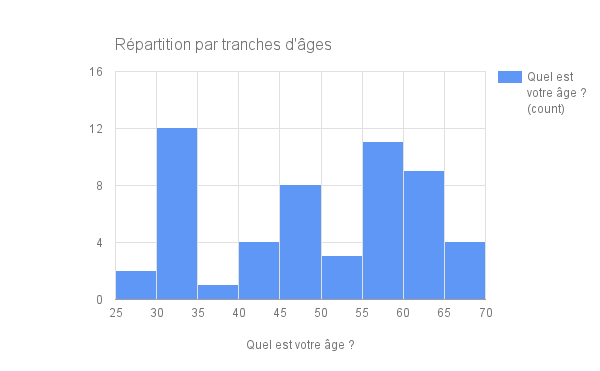 Répartition par tranches d'âges
Quel est
votre âge ?
(count)
16
12
8
4
0
25 30 35 40 45 50 55 60 65 70
Quel est votre âge ?